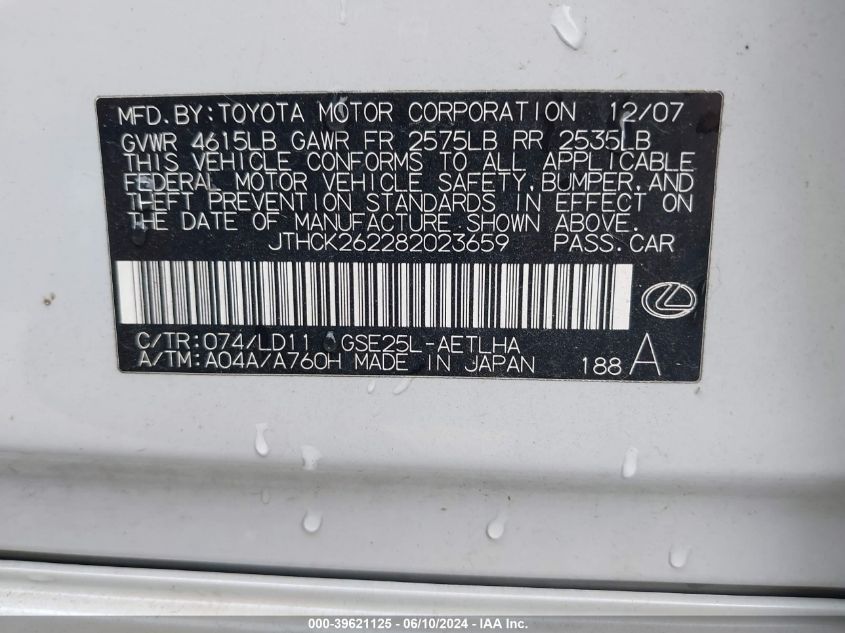 MFD.BY:TOYOTA MOTOR CORPORATION 12/07
GVWR 4615LB GAWR FR 2575LB RR 2535LB
THIS VEHICLE CONFORMS TO ALL APPLICABLE
FEDERAL MOTOR VEHICLE SAFETY,BUMPER,AND
THEFT PREVENTION STANDARDS IN EFFECT ON
THE DATE OF MANUFACTURE SHOWN ABOVE.
JTHCK262282023659 PASS.CAR
C/TR:074/LD11 GSE25L-AETLHA
A/TM:A04A/A760H MADE IN JAPAN 188 A
000-39621125 - 06/10/2024 - IAA Inc.